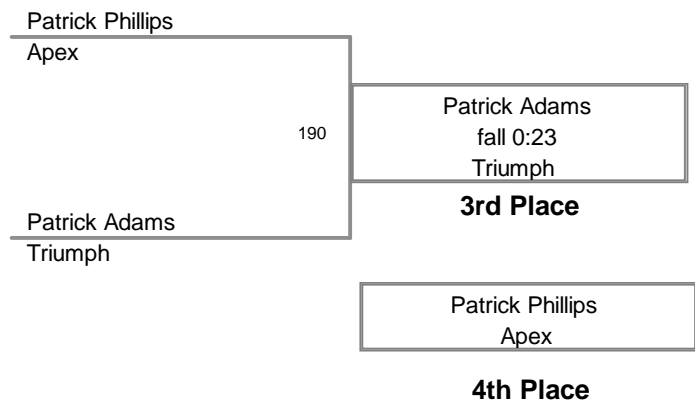 Patrick Phillips
Apex
190
Patrick Adams
fall 0:23
Triumph
3rd Place
Patrick Adams
Triumph
Patrick Phillips
Apex
4th Place